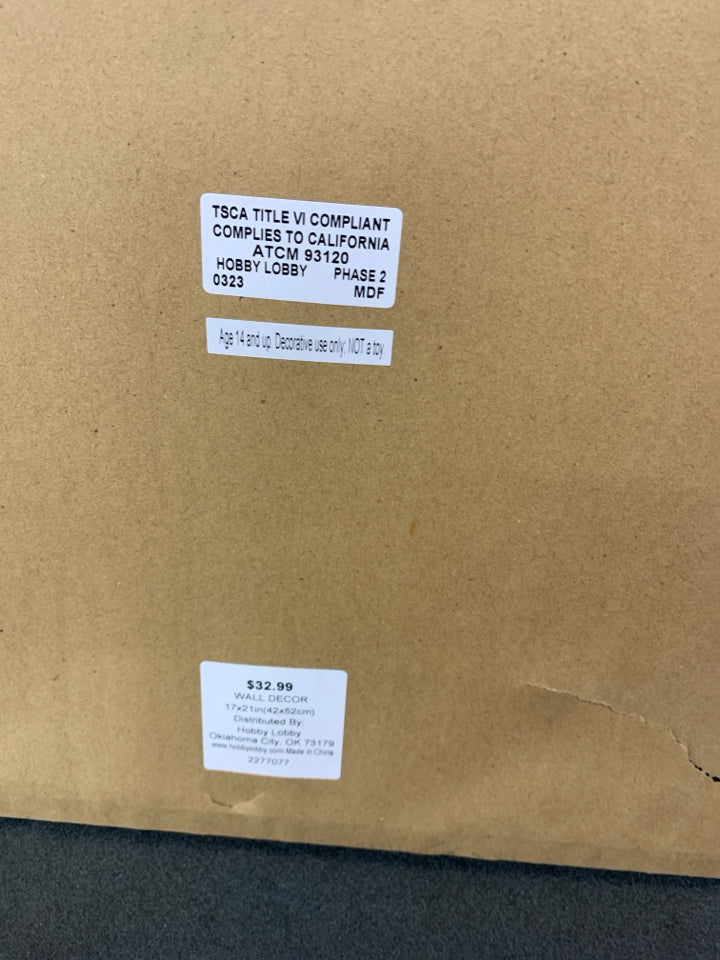 TSCA TITLE VI COMPLIANT
COMPLIES TO CALIFORNIA
ATCM 93120
HOBBY LOBBY PHASE 2
0323 MDF
Age 14 and up. Decorative use only; NOT a toy.
$32.99
WALL DECOR
17x21in(42x52cm)
Distributed By:
Hobby Lobby
Oklahoma City, OK 73179
www.hobbylobby.com-Made in China
2277077